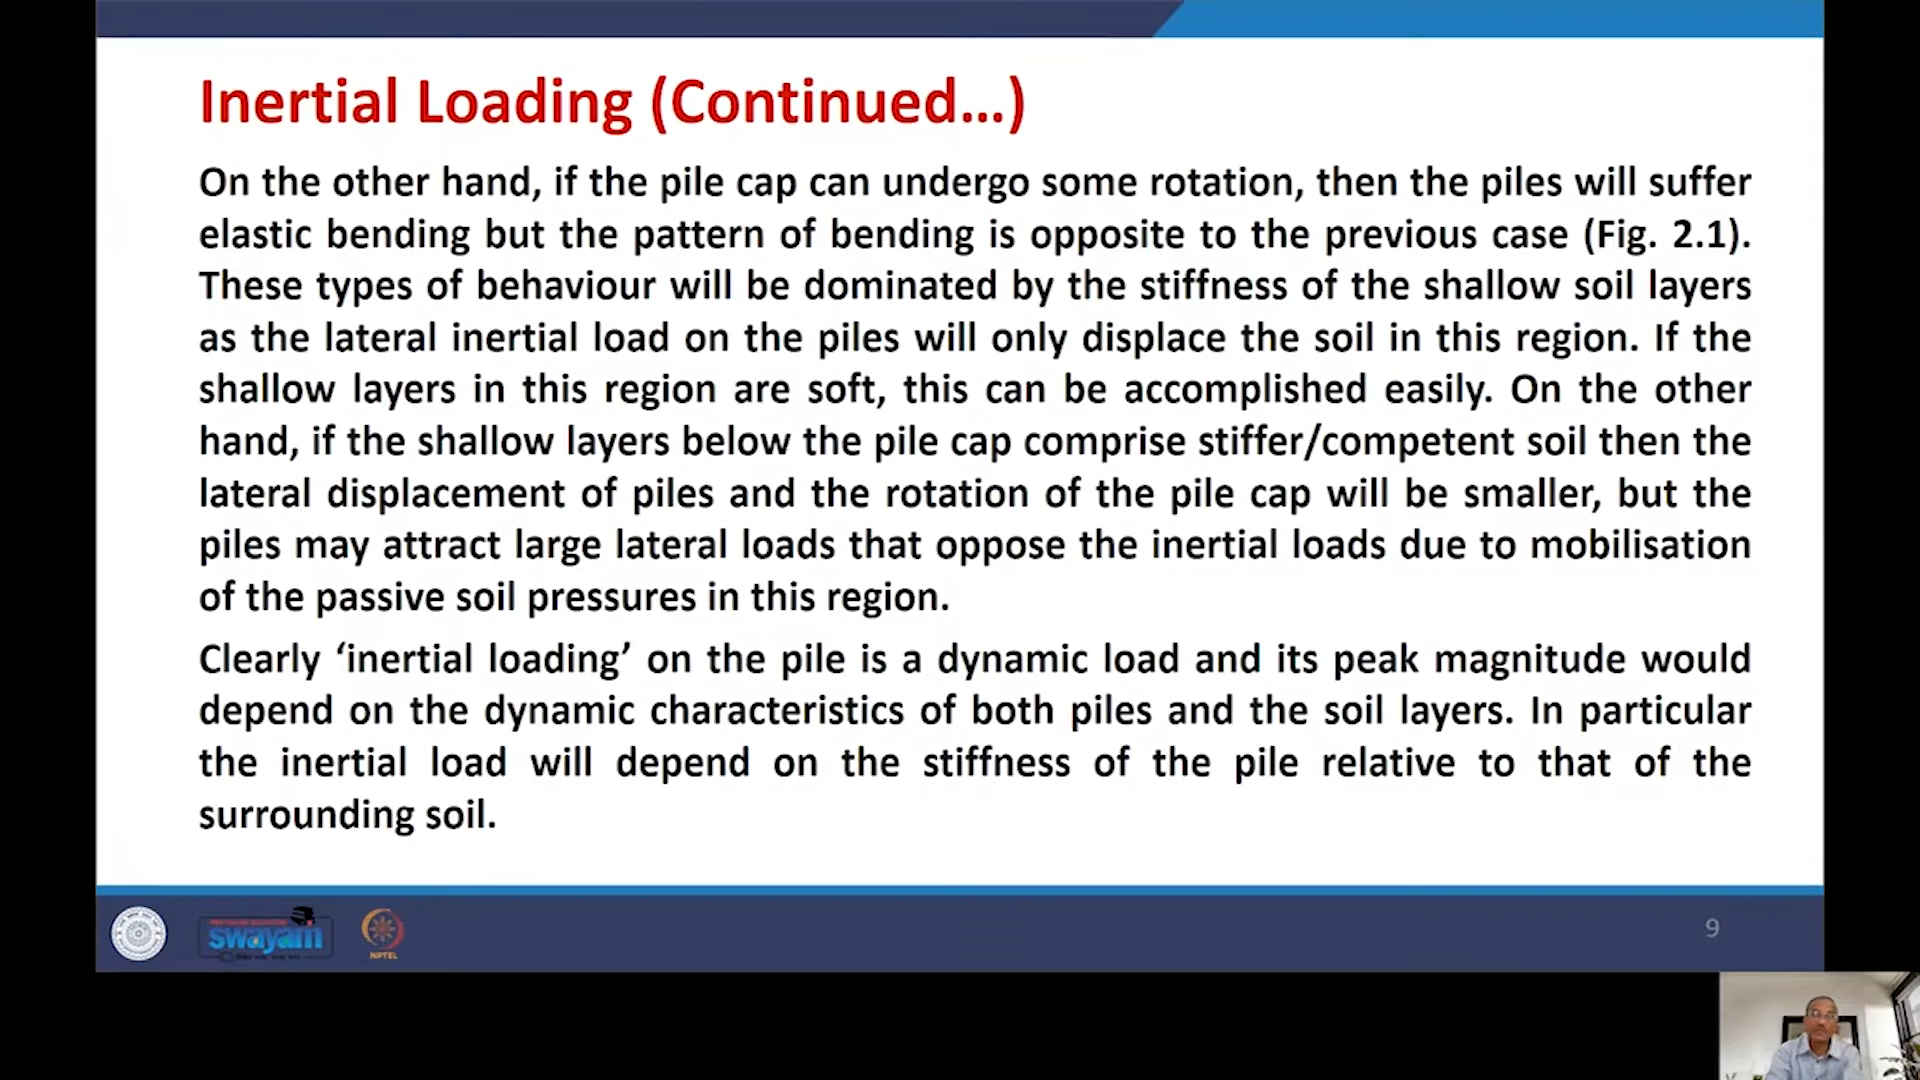 Inertial Loading (Continued...)
On the other hand, if the pile cap can undergo some rotation, then the piles will suffer
elastic bending but the pattern of bending is opposite to the previous case (Fig. 2.1).
These types of behaviour will be dominated by the stiffness of the shallow soil layers
as the lateral inertial load on the piles will only displace the soil in this region. If the
shallow layers in this region are soft, this can be accomplished easily. On the other
hand, if the shallow layers below the pile cap comprise stiffer/competent soil then the
lateral displacement of piles and the rotation of the pile cap will be smaller, but the
piles may attract large lateral loads that oppose the inertial loads due to mobilisation
of the passive soil pressures in this region.
Clearly ‘inertial loading’ on the pile is a dynamic load and its peak magnitude would
depend on the dynamic characteristics of both piles and the soil layers. In particular
the inertial load will depend on the stiffness of the pile relative to that of the
surrounding soil.
swayam
NPTEL
9